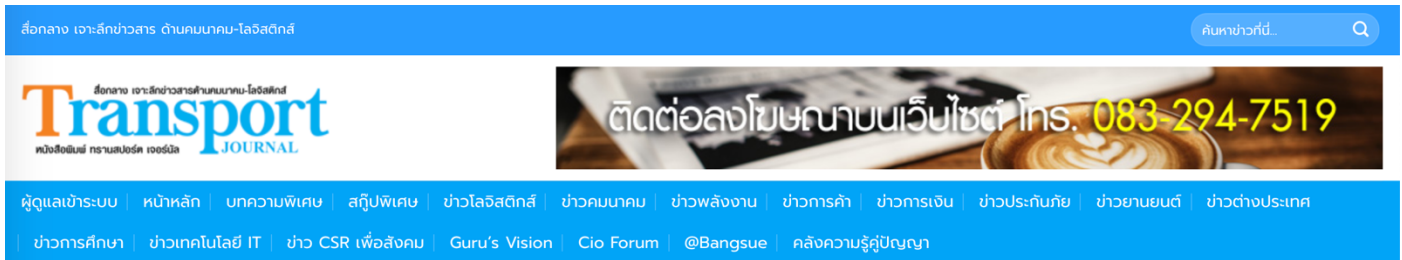 สื่อกลาง เจาะลึกข่าวสาร ด้านคมนาคม-โลจิสติกส์
ค้นหาข่าวที่นี่...
สื่อกลาง เจาะลึกข่าวสารด้านคมนาคม-โลจิสติกส์
Transport
หนังสือพิมพ์ ทรานสปอร์ต เจอร์นัล
JOURNAL
ติดต่อลงโฆษณาบนเว็บไซต์ โทร. 083-294-7519
ผู้ดูแลเข้าระบบ หน้าหลัก บทความพิเศษ สกู๊ปพิเศษ ข่าวโลจิสติกส์ ข่าวคมนาคม ข่าวพลังงาน ข่าวการค้า ข่าวการเงิน ข่าวประกันภัย ข่าวยานยนต์ ข่าวต่างประเทศ
ข่าวการศึกษา ข่าวเทคโนโลยี IT ข่าว CSR เพื่อสังคม Guru's Vision Cio Forum @Bangsue คลังความรู้คู่ปัญญา